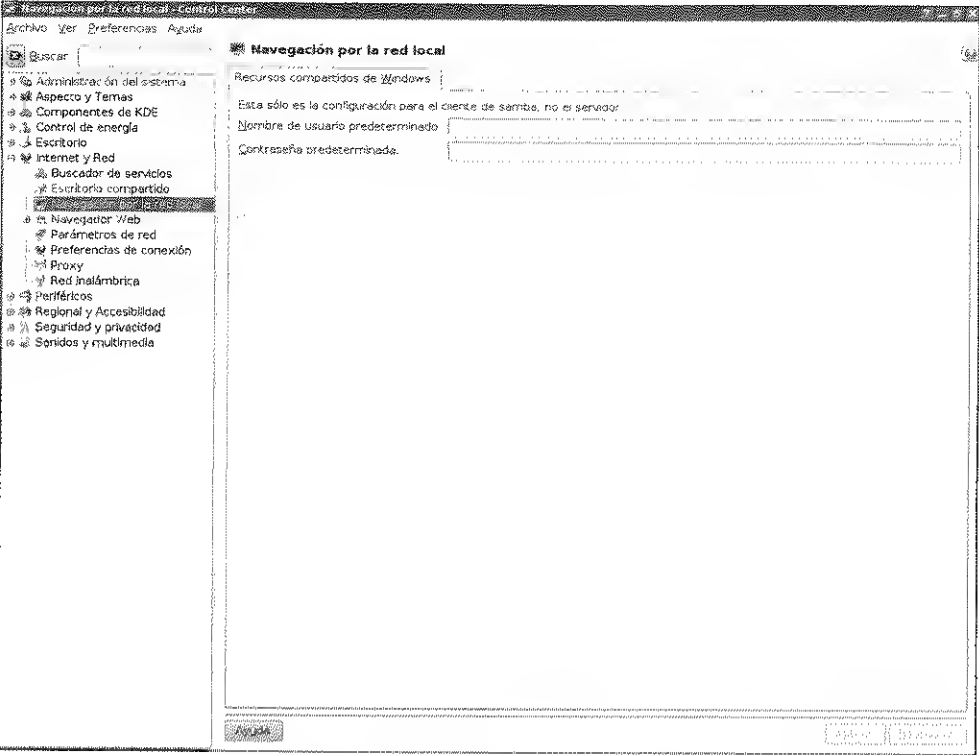 Navegación por la red local - Control Center
Archivo Ver Preferencias Ayuda
Buscar
Administración del sistema
Aspecto y Temas
Componentes de KDE
Control de energía
Escritorio
Internet y Red
Buscador de servicios
Escritorio compartido
Navegador Web
Parámetros de red
Preferencias de conexión
Proxy
Red inalámbrica
Periféricos
Regional y Accesibilidad
Seguridad y privacidad
Sonidos y multimedia
Navegación por la red local
Recursos compartidos de Windows
Esta sólo es la configuración para el cliente de samba, no el servidor
Nombre de usuario predeterminado
Contraseña predeterminada:
Ayuda